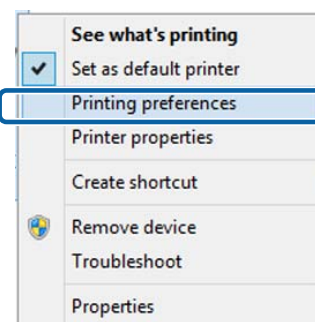 See what's printing
Set as default printer
Printing preferences
Printer properties
Create shortcut
Remove device
Troubleshoot
Properties